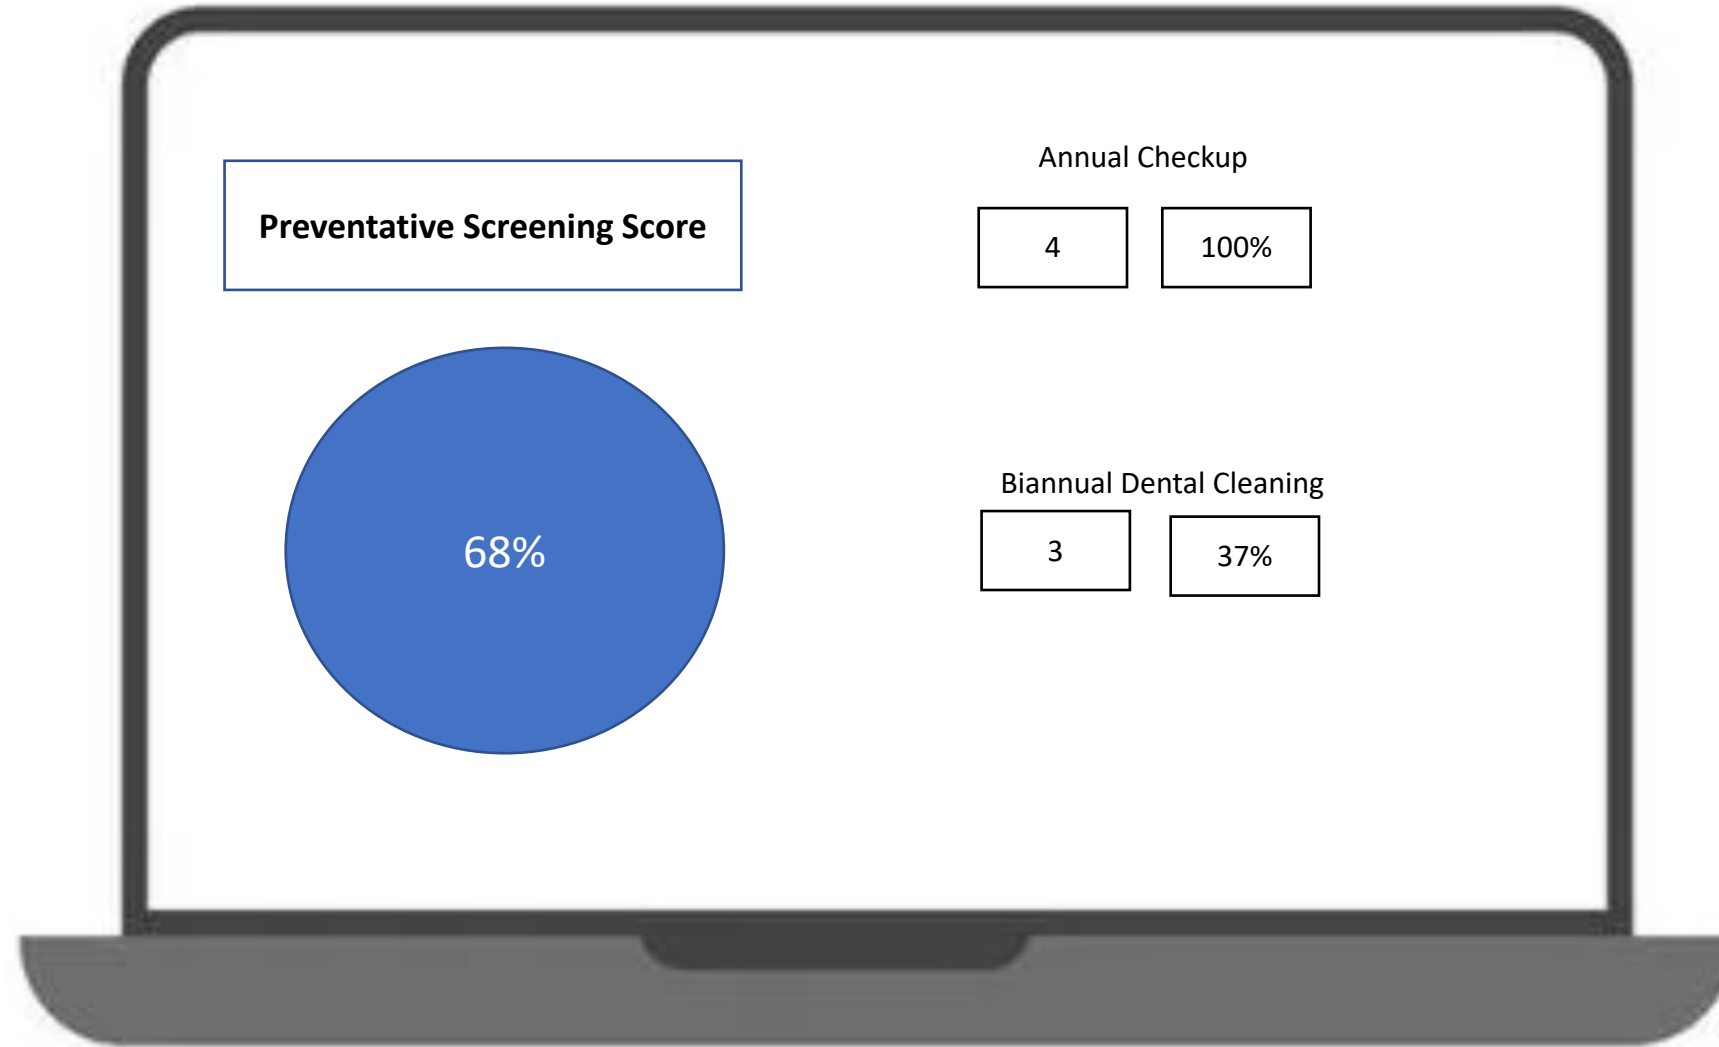 Preventative Screening Score
68%
Annual Checkup
4 100%
Biannual Dental Cleaning
3 37%